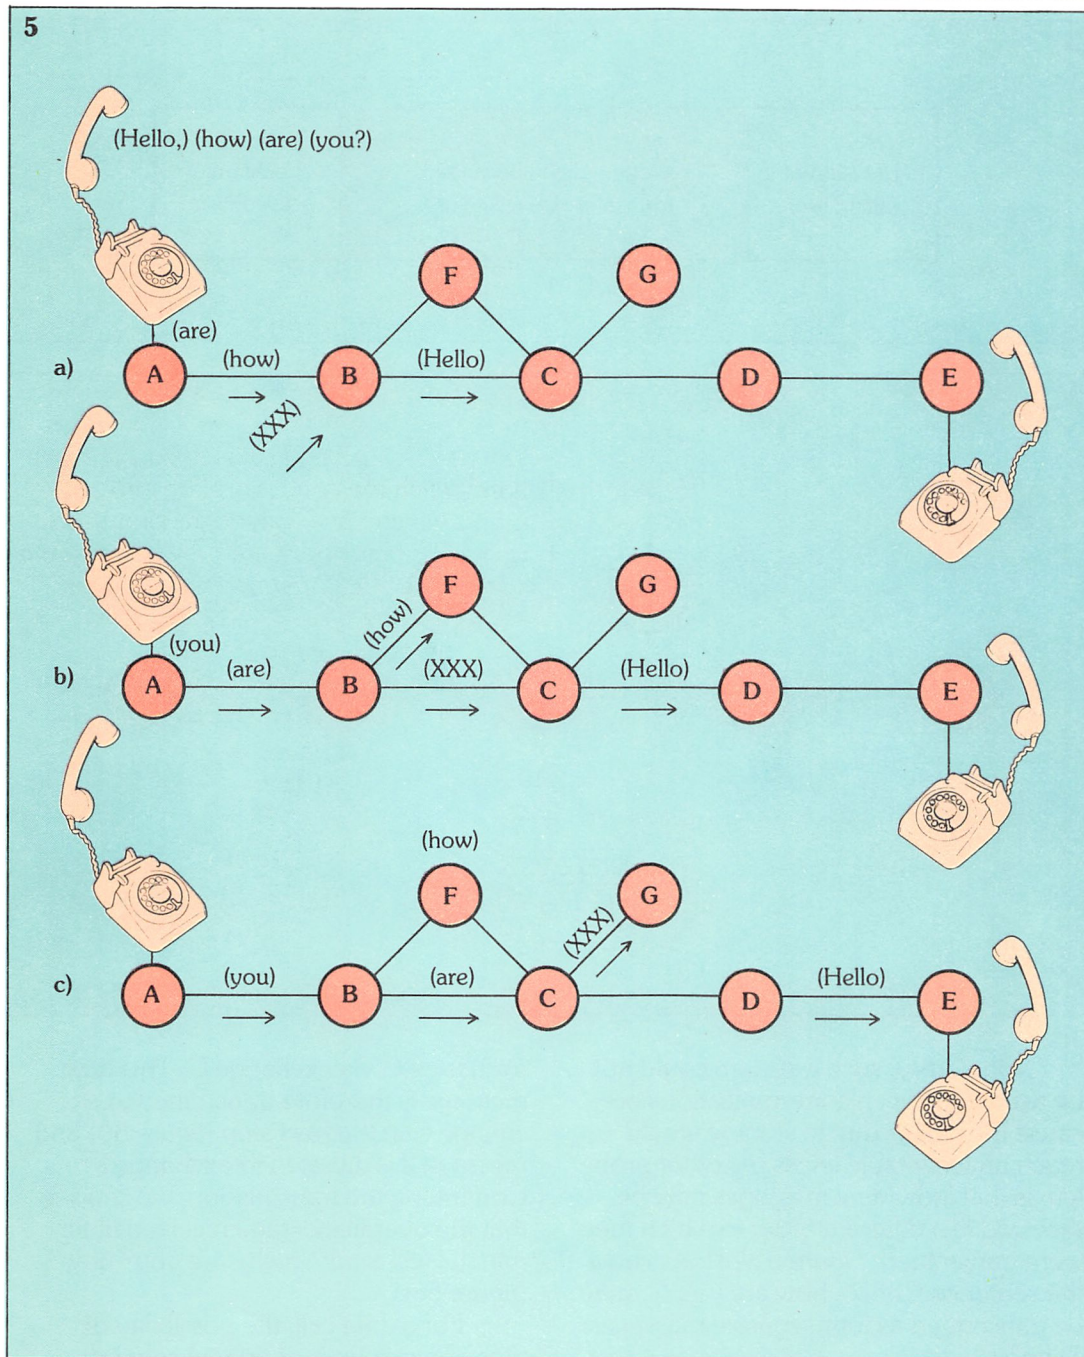 5
(Hello,) (how) (are) (you?)
F G
(are)
(how) (Hello)
a) A B C D E
(XXX)
F G
(how)
(you)
(are) (XXX) (Hello)
b) A B C D E
(how)
F G
(XXX)
(you) (are) (Hello)
c) A B C D E